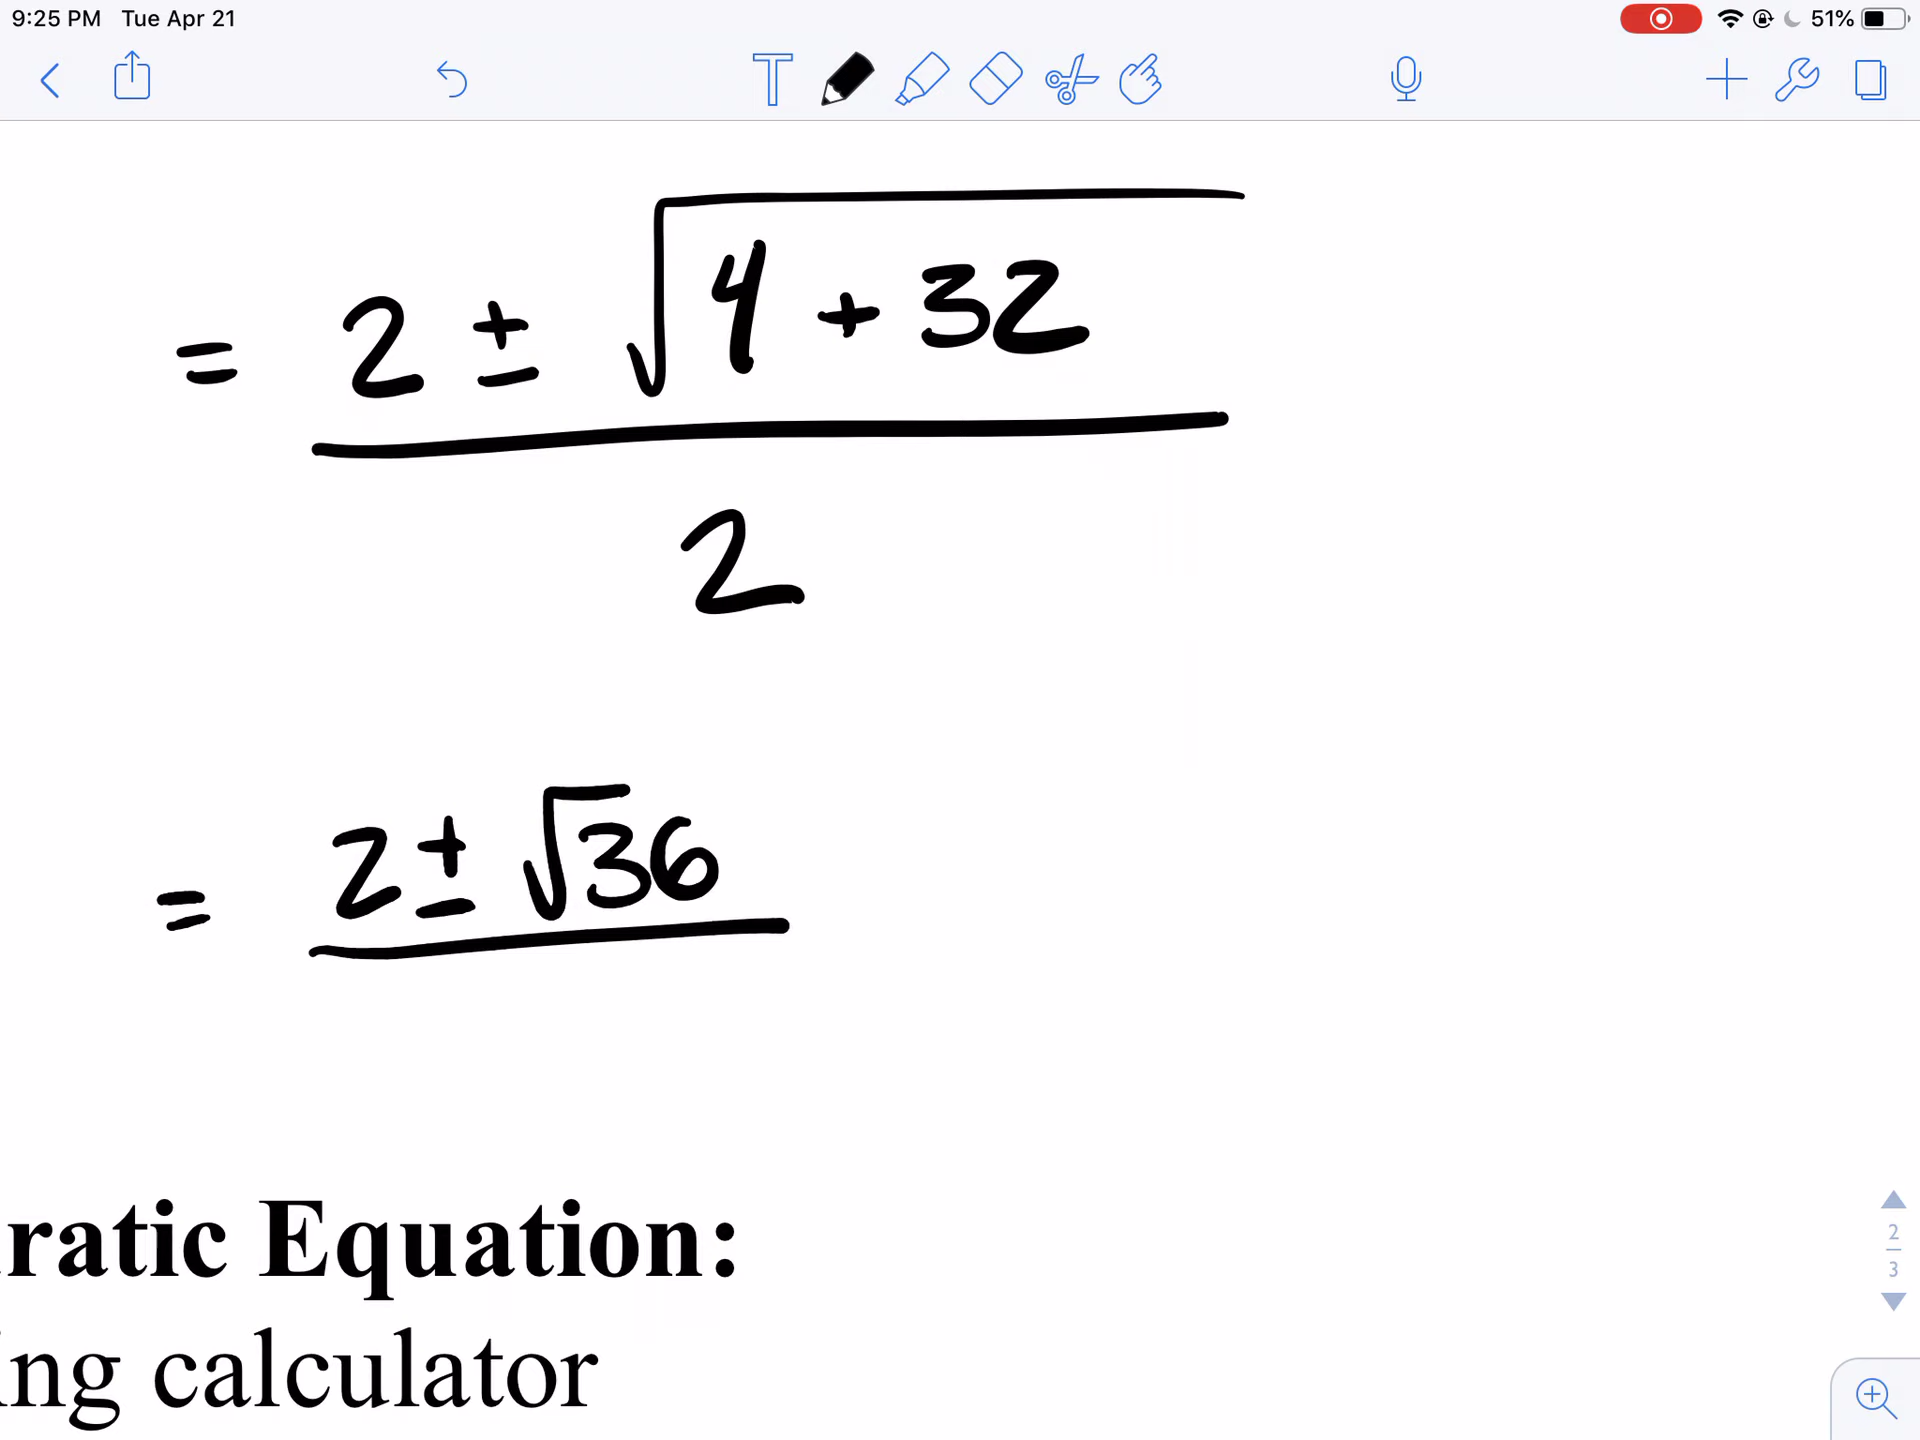 9:25 PM Tue Apr 21 51%
T
= 2 ± √4 + 32
2
= 2 ± √36
2
3
ratic Equation:
ing calculator